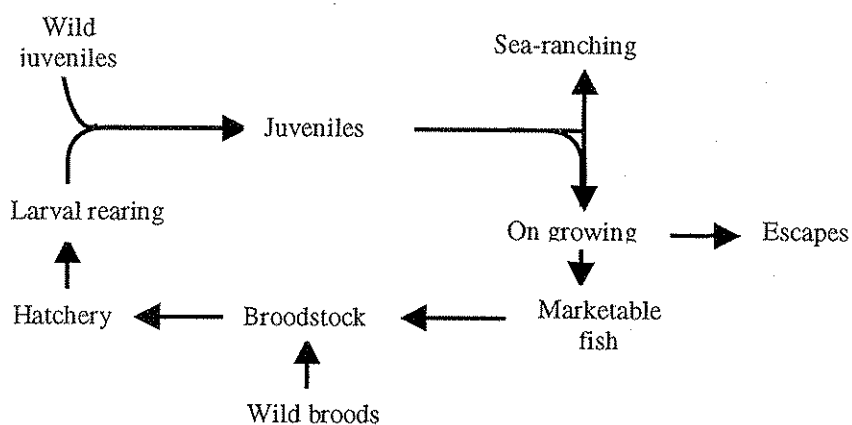 Wild
juveniles
Sea-ranching
Juveniles
Larval rearing
On growing
Escapes
Hatchery
Broodstock
Marketable
fish
Wild broods